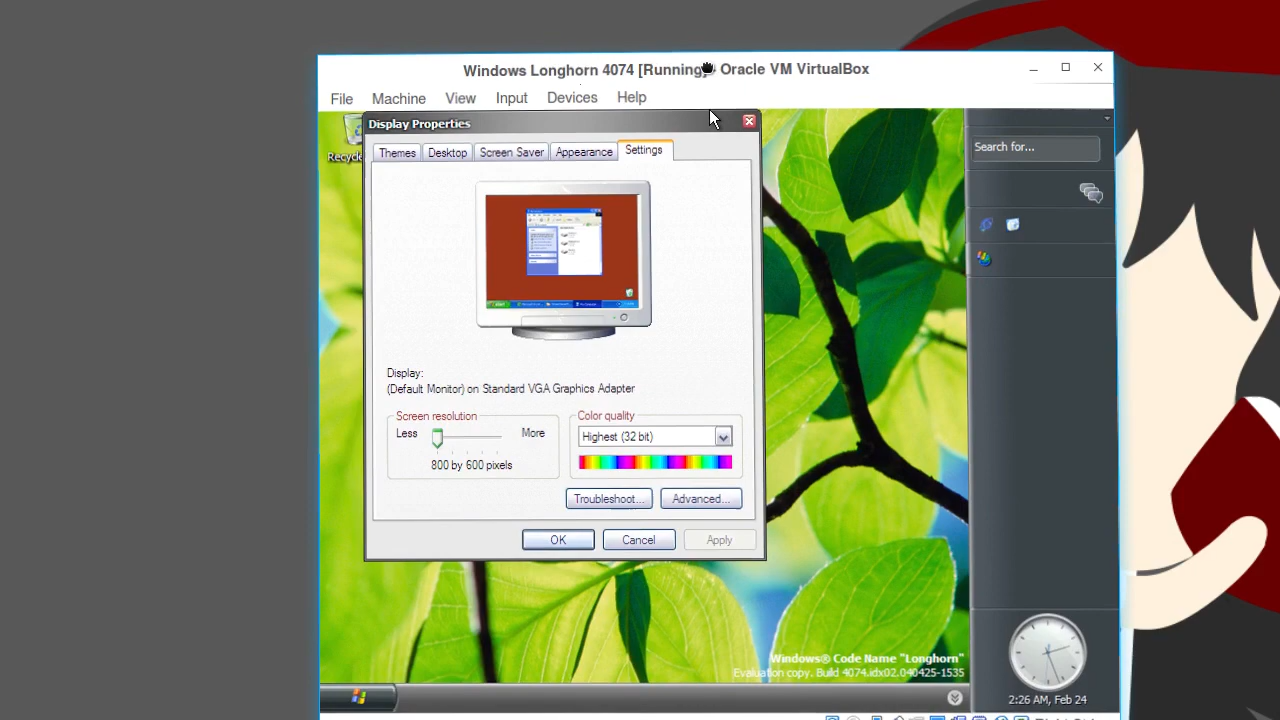 Windows Longhorn 4074 [Running] - Oracle VM VirtualBox
File Machine View Input Devices Help
Display Properties
Recycle
Themes Desktop Screen Saver Appearance Settings
Search for...
Display:
(Default Monitor) on Standard VGA Graphics Adapter
Screen resolution
Less More
800 by 600 pixels
Color quality
Highest (32 bit)
Troubleshoot... Advanced...
OK Cancel Apply
Windows® Code Name "Longhorn"
Evaluation copy. Build 4074.idx02.040425-1535
2:26 AM, Feb 24